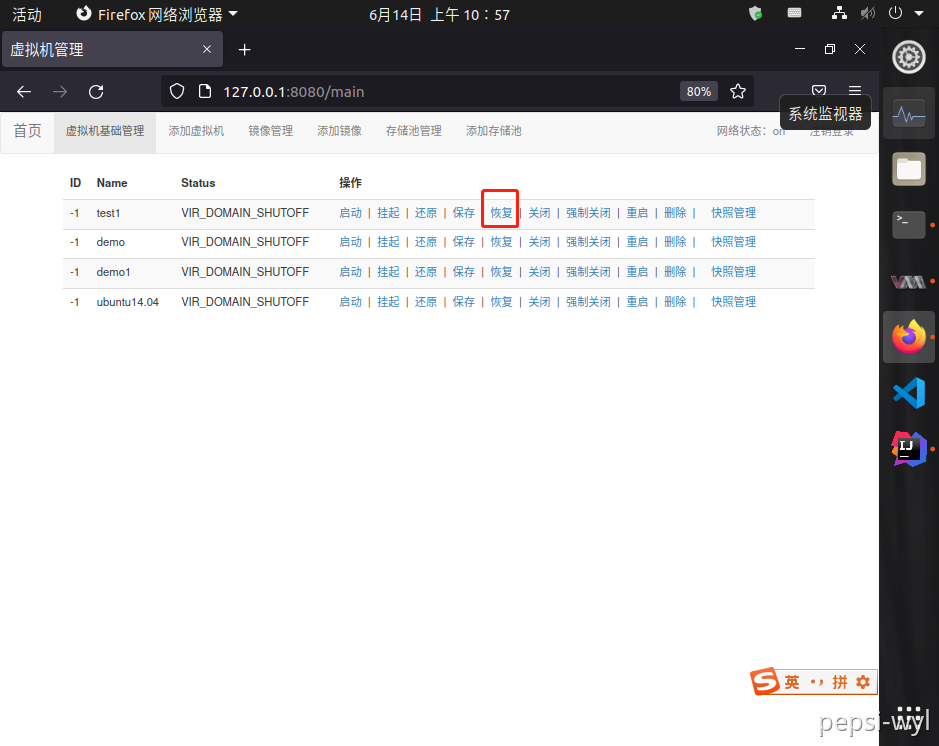 活动 Firefox 网络浏览器 6月14日 上午 10：57
虚拟机管理
127.0.0.1:8080/main 80%
系统监视器
首页 虚拟机基础管理 添加虚拟机 镜像管理 添加镜像 存储池管理 添加存储池 网络状态：on 注销登录
ID Name Status 操作
-1 test1 VIR_DOMAIN_SHUTOFF 启动 | 挂起 | 还原 | 保存 | 恢复 | 关闭 | 强制关闭 | 重启 | 删除 | 快照管理
-1 demo VIR_DOMAIN_SHUTOFF 启动 | 挂起 | 还原 | 保存 | 恢复 | 关闭 | 强制关闭 | 重启 | 删除 | 快照管理
-1 demo1 VIR_DOMAIN_SHUTOFF 启动 | 挂起 | 还原 | 保存 | 恢复 | 关闭 | 强制关闭 | 重启 | 删除 | 快照管理
-1 ubuntu14.04 VIR_DOMAIN_SHUTOFF 启动 | 挂起 | 还原 | 保存 | 恢复 | 关闭 | 强制关闭 | 重启 | 删除 | 快照管理
IJ
英 拼
pepsi-wyl